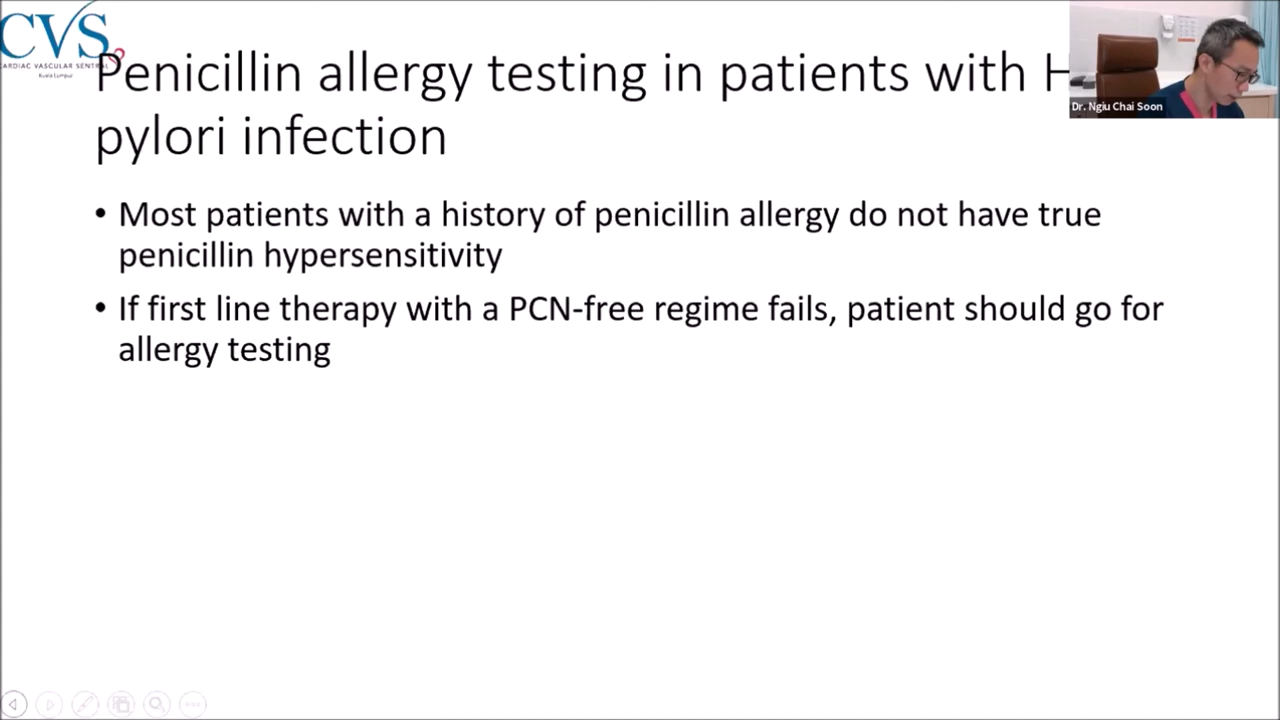 CVS
CARDIAC VASCULAR SENTRAL
Kuala Lumpur
Penicillin allergy testing in patients with H
pylori infection
Dr. Ngiu Chai Soon
• Most patients with a history of penicillin allergy do not have true
penicillin hypersensitivity
• If first line therapy with a PCN-free regime fails, patient should go for
allergy testing